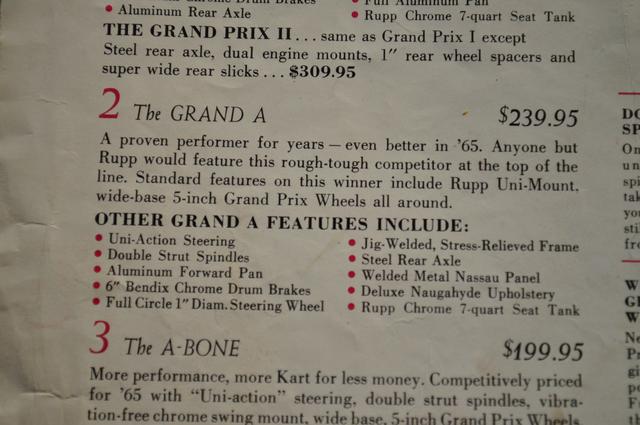 • Aluminum Rear Axle
• Rupp Chrome 7-quart Seat Tank
THE GRAND PRIX II . . . same as Grand Prix I except
Steel rear axle, dual engine mounts, 1″ rear wheel spacers and
super wide rear slicks . . . $309.95
2 The GRAND A $239.95
A proven performer for years — even better in '65. Anyone but
Rupp would feature this rough-tough competitor at the top of the
line. Standard features on this winner include Rupp Uni-Mount,
wide-base 5-inch Grand Prix Wheels all around.
OTHER GRAND A FEATURES INCLUDE:
• Uni-Action Steering
• Double Strut Spindles
• Aluminum Forward Pan
• 6″ Bendix Chrome Drum Brakes
• Full Circle 1″ Diam. Steering Wheel
• Jig-Welded, Stress-Relieved Frame
• Steel Rear Axle
• Welded Metal Nassau Panel
• Deluxe Naugahyde Upholstery
• Rupp Chrome 7-quart Seat Tank
3 The A-BONE $199.95
More performance, more Kart for less money. Competitively priced
for '65 with "Uni-action" steering, double strut spindles, vibra-
tion-free chrome swing mount, wide base, 5-inch Grand Prix Wheels